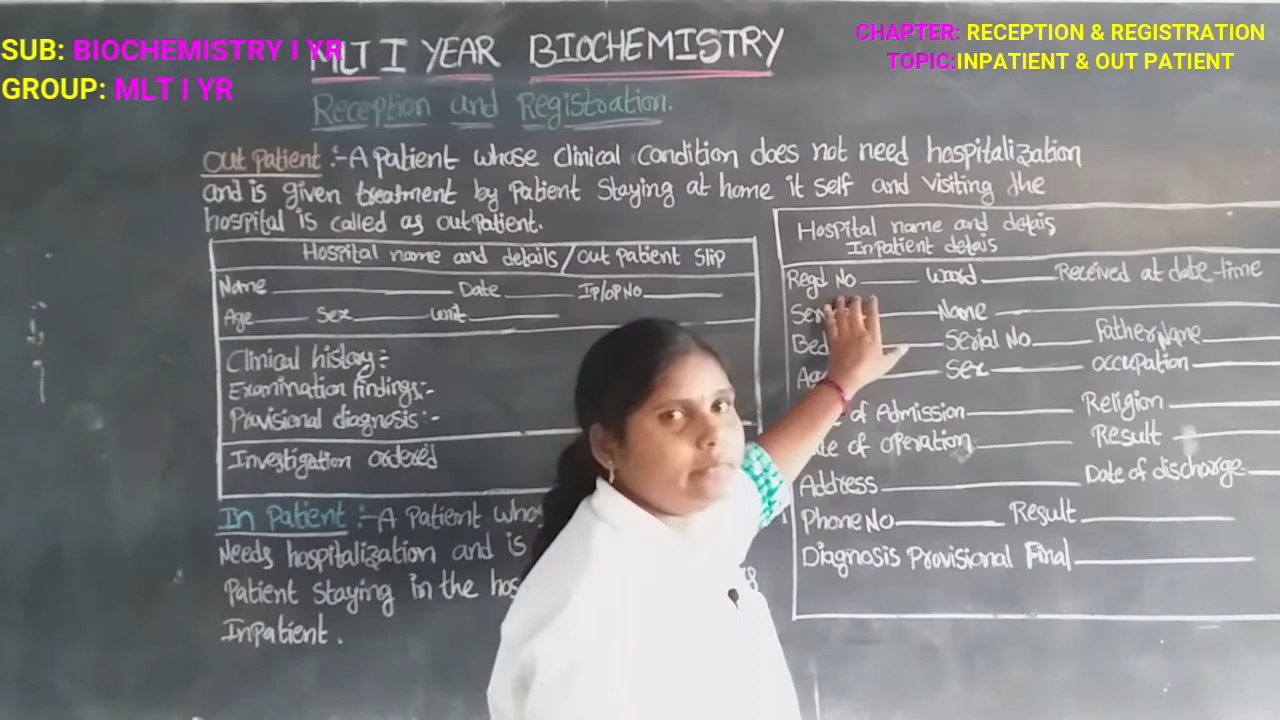 SUB: BIOCHEMISTRY I YR
GROUP: MLT I YR
CHAPTER: RECEPTION & REGISTRATION
TOPIC:INPATIENT & OUT PATIENT
MLT I YEAR BIOCHEMISTRY
Reception and Registration.
Out Patient :- A Patient whose clinical condition does not need hospitalization
and is given treatment by Patient staying at home it self and visiting the
hospital is called as outpatient.
Hospital name and details/out Patient slip
Name Date IP/OP No
Age Sex Unit
Clinical history:-
Examination findings:-
Provisional diagnosis:-
Investigation ordered
In Patient :- A Patient
Needs hospitalization and is
Patient staying in the
Inpatient.
Hospital name and detais
Inpatient detais
Regd No Ward Received at date-time
Name
Bed Serial No Father Name
Sex occupation
of Admission Religion
of operation Result
Address Date of discharge
Phone No Result
Diagnosis Provisional Final